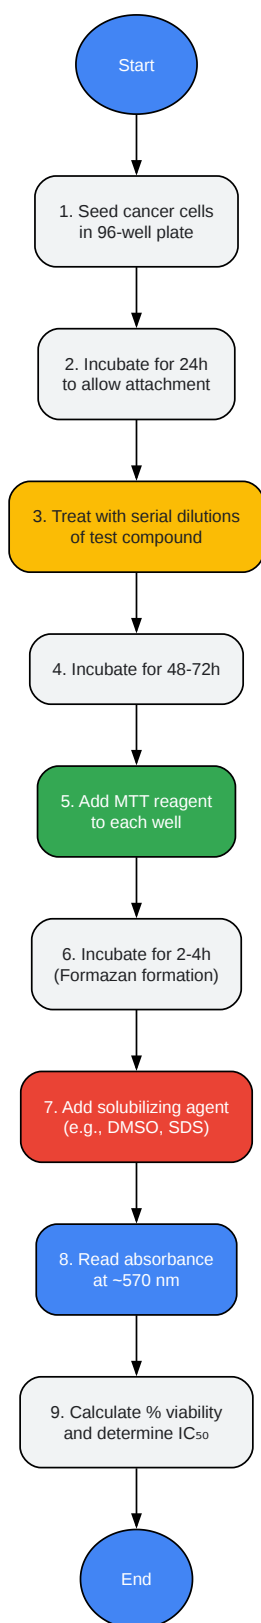 Start
1. Seed cancer cells
in 96-well plate
2. Incubate for 24h
to allow attachment
3. Treat with serial dilutions
of test compound
4. Incubate for 48-72h
5. Add MTT reagent
to each well
6. Incubate for 2-4h
(Formazan formation)
7. Add solubilizing agent
(e.g., DMSO, SDS)
8. Read absorbance
at ~570 nm
9. Calculate % viability
and determine IC₅₀
End